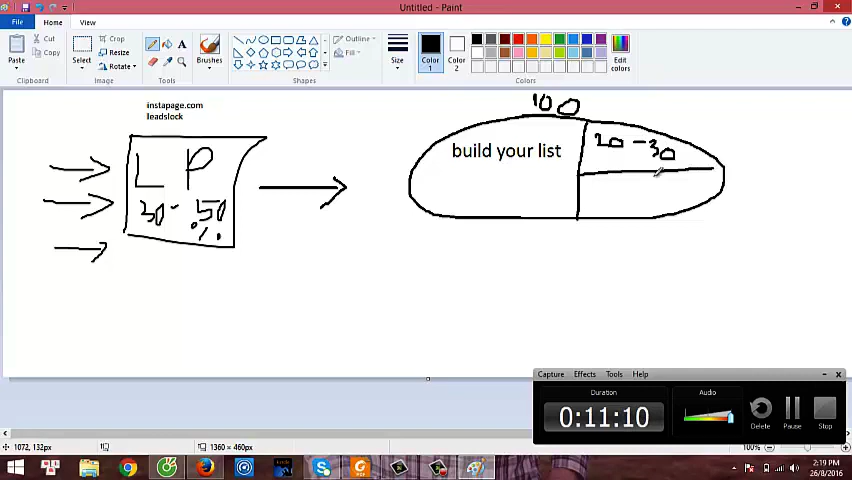 Untitled - Paint
File
Home
View
Paste
Cut
Copy
Clipboard
Select
Crop
Resize
Rotate
Image
A
Tools
Brushes
Outline
Fill
Shapes
Size
Color 1
Color 2
Colors
Edit colors
instapage.com
leadslock
L P
30 - 50
%
100
build your list
20 - 30
Capture
Effects
Tools
Help
Duration
0:11:10
Audio
Delete
Pause
Stop
1072, 132px
1360 × 460px
100%
2:19 PM
26/8/2016